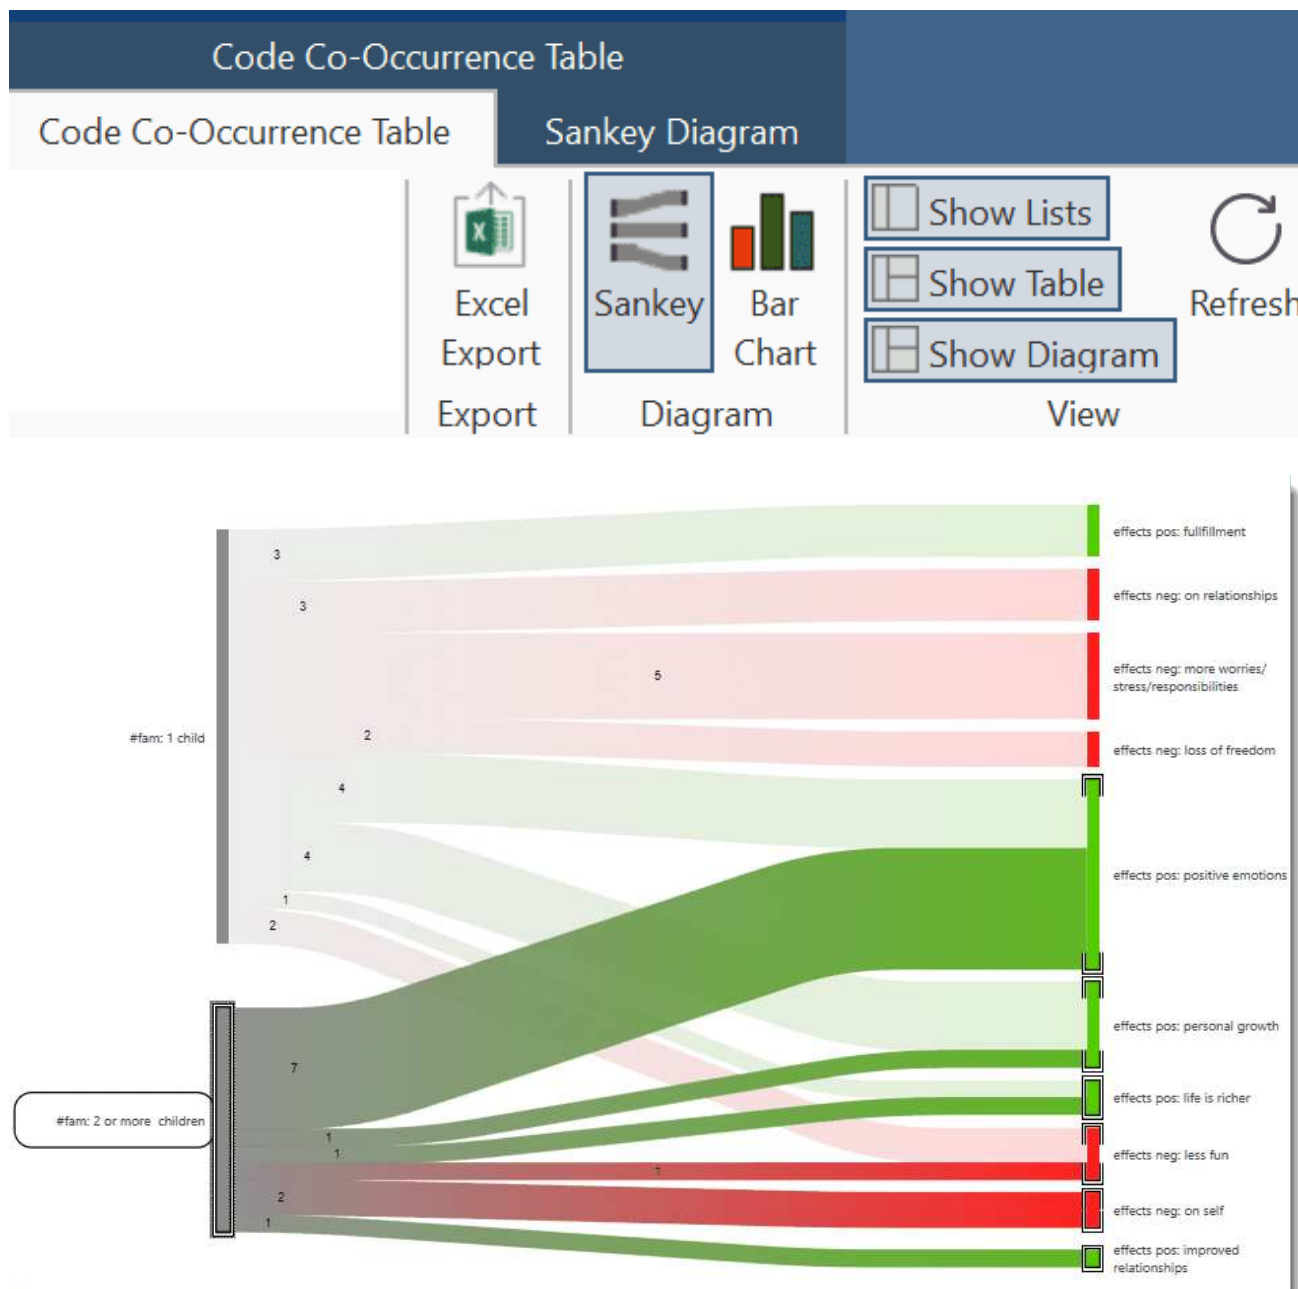 Code Co-Occurrence Table
Code Co-Occurrence Table
Sankey Diagram
Excel
Export
Export
Sankey
Bar
Chart
Diagram
Show Lists
Show Table
Show Diagram
View
Refresh
effects pos: fullfillment
3
effects neg: on relationships
3
effects neg: more worries/
stress/responsibilities
5
#fam: 1 child
2
effects neg: loss of freedom
4
4
effects pos: positive emotions
1
2
effects pos: personal growth
7
effects pos: life is richer
#fam: 2 or more  children
1
1
effects neg: less fun
1
2
effects neg: on self
1
effects pos: improved
relationships